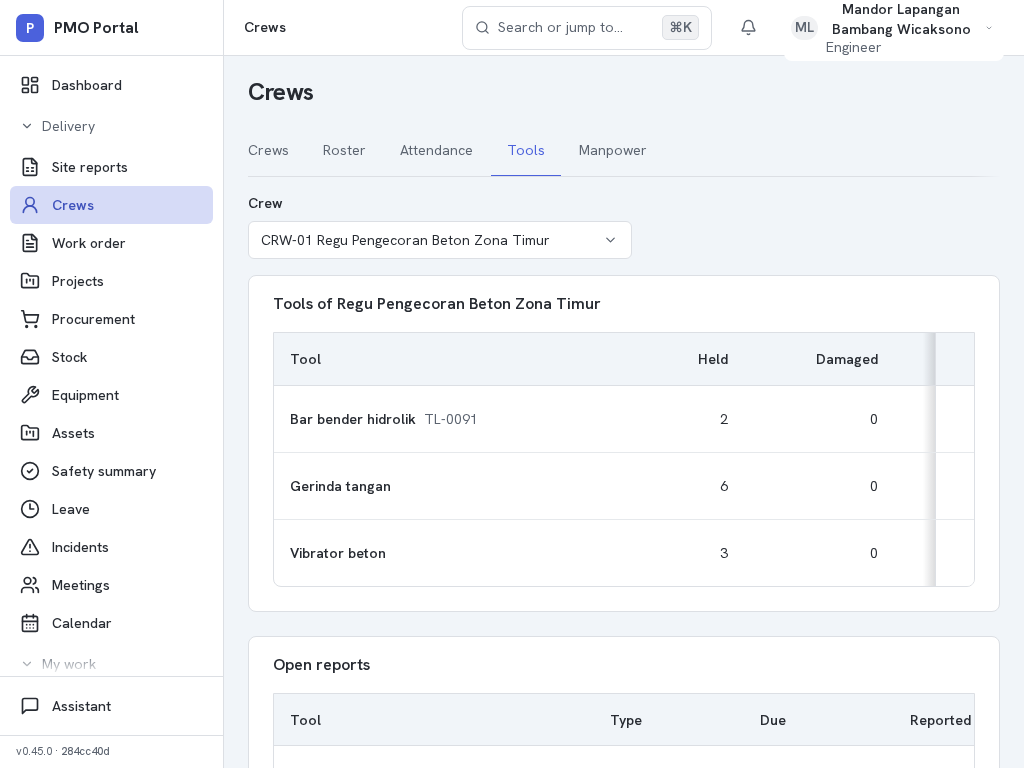 P PMO Portal
Crews
Search or jump to...
⌘K
ML
Mandor Lapangan
Bambang Wicaksono
Engineer
Dashboard
Delivery
Site reports
Crews
Work order
Projects
Procurement
Stock
Equipment
Assets
Safety summary
Leave
Incidents
Meetings
Calendar
My work
Assistant
v0.45.0 · 284cc40d
Crews
Crews Roster Attendance Tools Manpower
Crew
CRW-01 Regu Pengecoran Beton Zona Timur
Tools of Regu Pengecoran Beton Zona Timur
Tool Held Damaged
Bar bender hidrolik TL-0091 2 0
Gerinda tangan 6 0
Vibrator beton 3 0
Open reports
Tool Type Due Reported